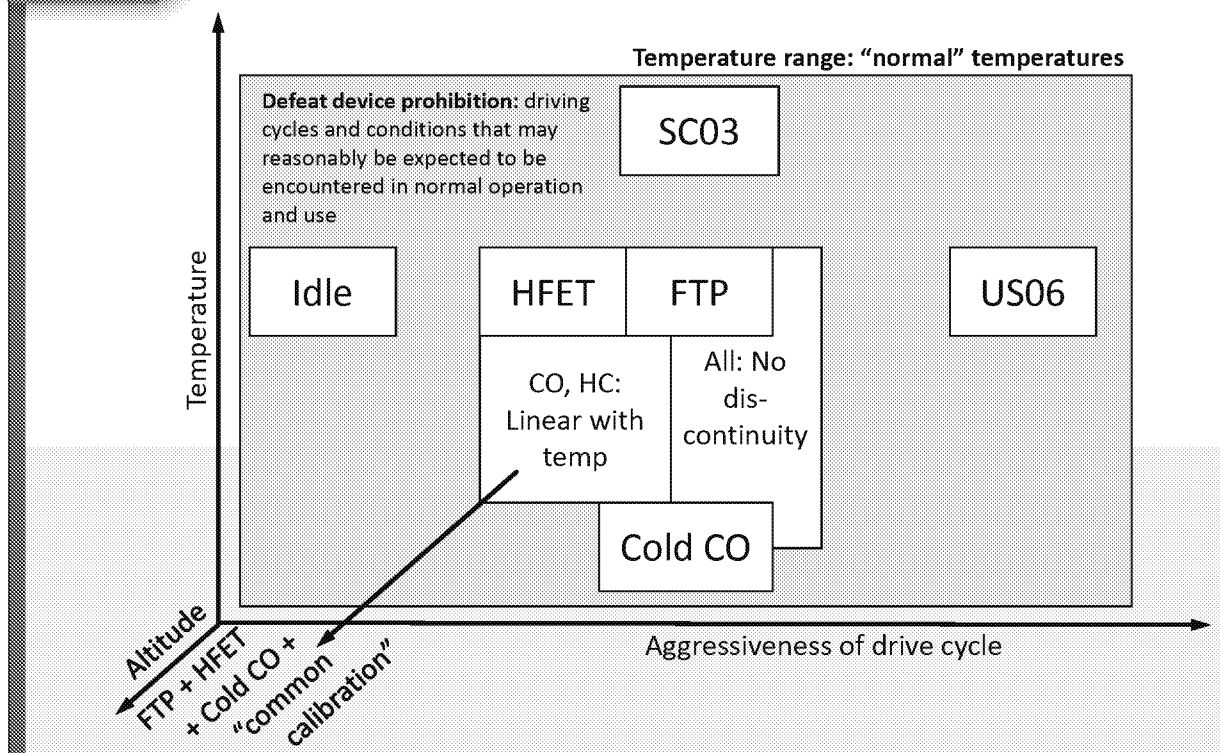 Temperature range: “normal” temperatures
Defeat device prohibition: driving
cycles and conditions that may
reasonably be expected to be
encountered in normal operation
and use
SC03
Idle
HFET
FTP
US06
CO, HC:
Linear with
temp
All: No
dis-
continuity
Cold CO
Temperature
Aggressiveness of drive cycle
Altitude
FTP + HFET
+ Cold CO +
“common
calibration”